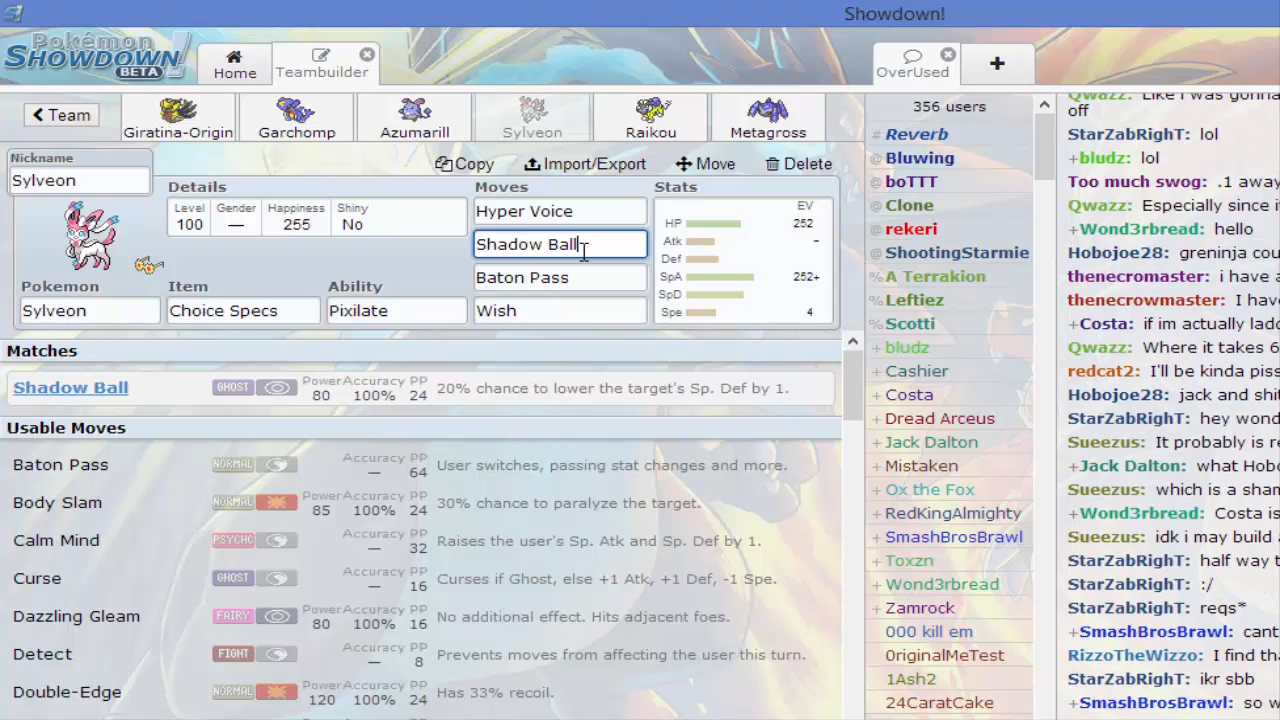 Showdown!
Pokémon
SHOWDOWN!
BETA
Home
Teambuilder
OverUsed
Team
Giratina-Origin
Garchomp
Azumarill
Sylveon
Raikou
Metagross
Nickname
Sylveon
Copy Import/Export Move Delete
Details
Level Gender Happiness Shiny
100 — 255 No
Pokemon Item Ability
Sylveon Choice Specs Pixilate
Moves
Hyper Voice
Shadow Ball
Baton Pass
Wish
Stats
EV
HP 252
Atk –
Def
SpA 252+
SpD
Spe 4
Matches
Shadow Ball GHOST Power 80 Accuracy 100% PP 24 20% chance to lower the target's Sp. Def by 1.
Usable Moves
Baton Pass NORMAL Accuracy — PP 64 User switches, passing stat changes and more.
Body Slam NORMAL Power 85 Accuracy 100% PP 24 30% chance to paralyze the target.
Calm Mind PSYCHC Accuracy — PP 32 Raises the user's Sp. Atk and Sp. Def by 1.
Curse GHOST Accuracy — PP 16 Curses if Ghost, else +1 Atk, +1 Def, -1 Spe.
Dazzling Gleam FAIRY Power 80 Accuracy 100% PP 16 No additional effect. Hits adjacent foes.
Detect FIGHT Accuracy — PP 8 Prevents moves from affecting the user this turn.
Double-Edge NORMAL Power 120 Accuracy 100% PP 24 Has 33% recoil.
356 users
# Reverb
@ Bluwing
@ boTTT
@ Clone
@ rekeri
@ ShootingStarmie
% A Terrakion
% Leftiez
% Scotti
+ bludz
+ Cashier
+ Costa
+ Dread Arceus
+ Jack Dalton
+ Mistaken
+ Ox the Fox
+ RedKingAlmighty
+ SmashBrosBrawl
+ Toxzn
+ Wond3rbread
+ Zamrock
000 kill em
0riginalMeTest
1Ash2
24CaratCake
Qwazz: Like i was gonna
off
StarZabRighT: lol
+bludz: lol
Too much swog: .1 away
Qwazz: Especially since i
+Wond3rbread: hello
Hobojoe28: greninja coul
thenecromaster: i have a
thenecrowmaster: I have
+Costa: if im actually lad
Qwazz: Where it takes 6
redcat2: I'll be kinda piss
Hobojoe28: jack and shit
StarZabRighT: hey wond
Sueezus: It probably is re
+Jack Dalton: what Hobo
Sueezus: which is a sham
+Wond3rbread: Costa is
Sueezus: idk i may build a
StarZabRighT: half way t
StarZabRighT: :/
StarZabRighT: reqs*
+SmashBrosBrawl: cant
RizzoTheWizzo: I find tha
StarZabRighT: ikr sbb
+SmashBrosBrawl: so w